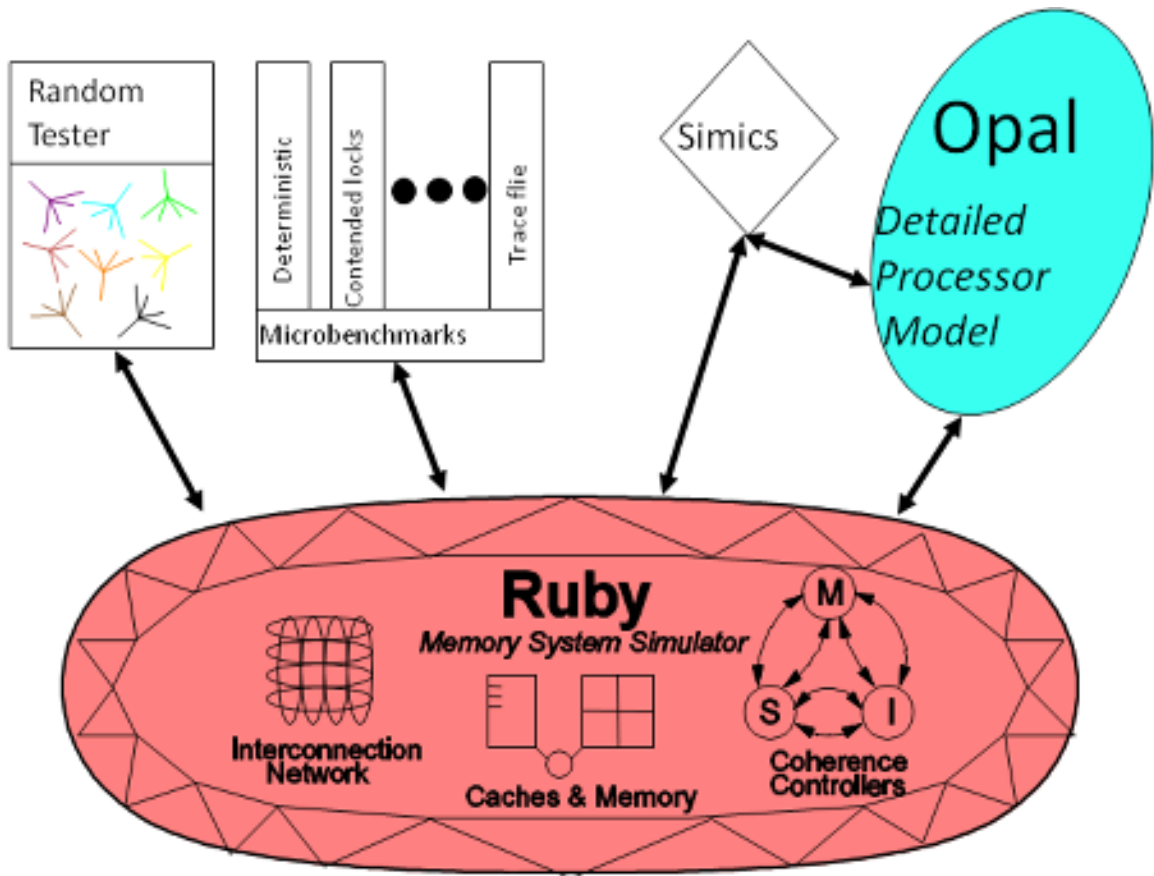 Random
Tester
Deterministic
Contended locks
Trace flie
Microbenchmarks
Simics
Opal
Detailed
Processor
Model
Ruby
Memory System Simulator
Interconnection
Network
Caches & Memory
M
S
I
Coherence
Controllers